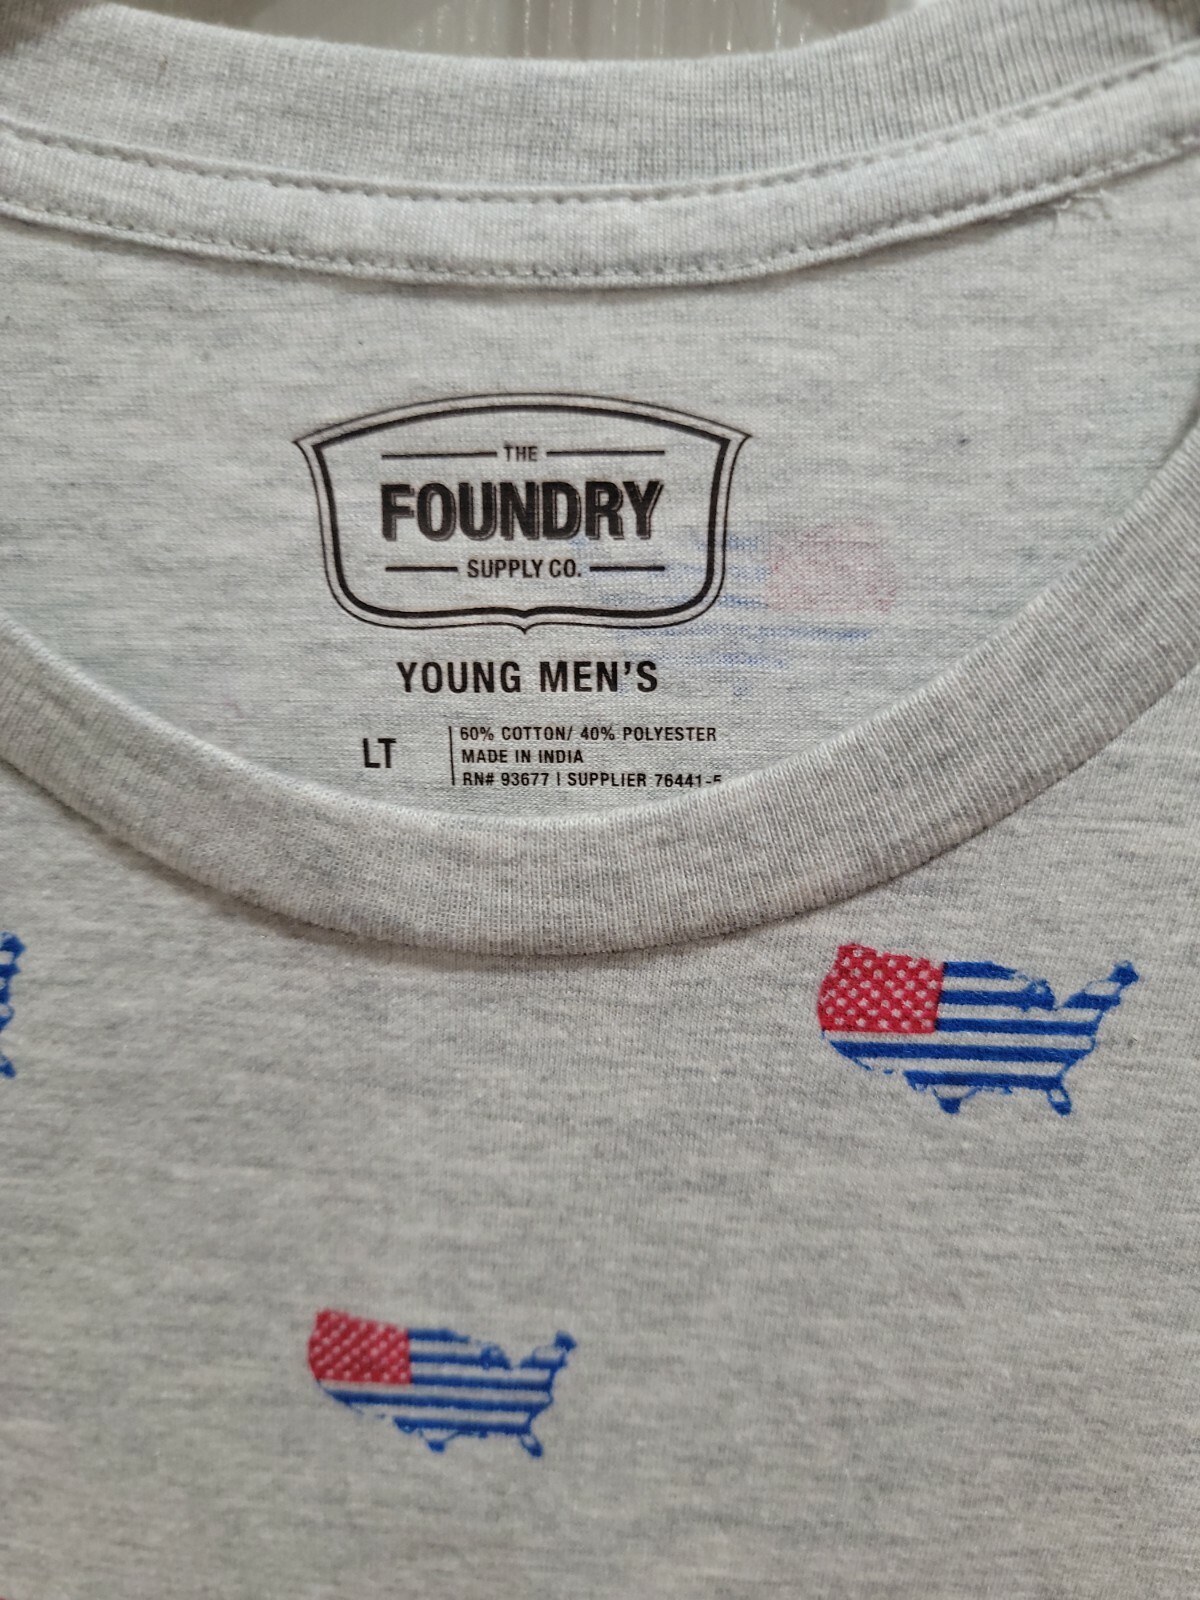 THE
FOUNDRY
SUPPLY CO.
YOUNG MEN'S
LT
60% COTTON/ 40% POLYESTER
MADE IN INDIA
RN# 93677 | SUPPLIER 76441-5